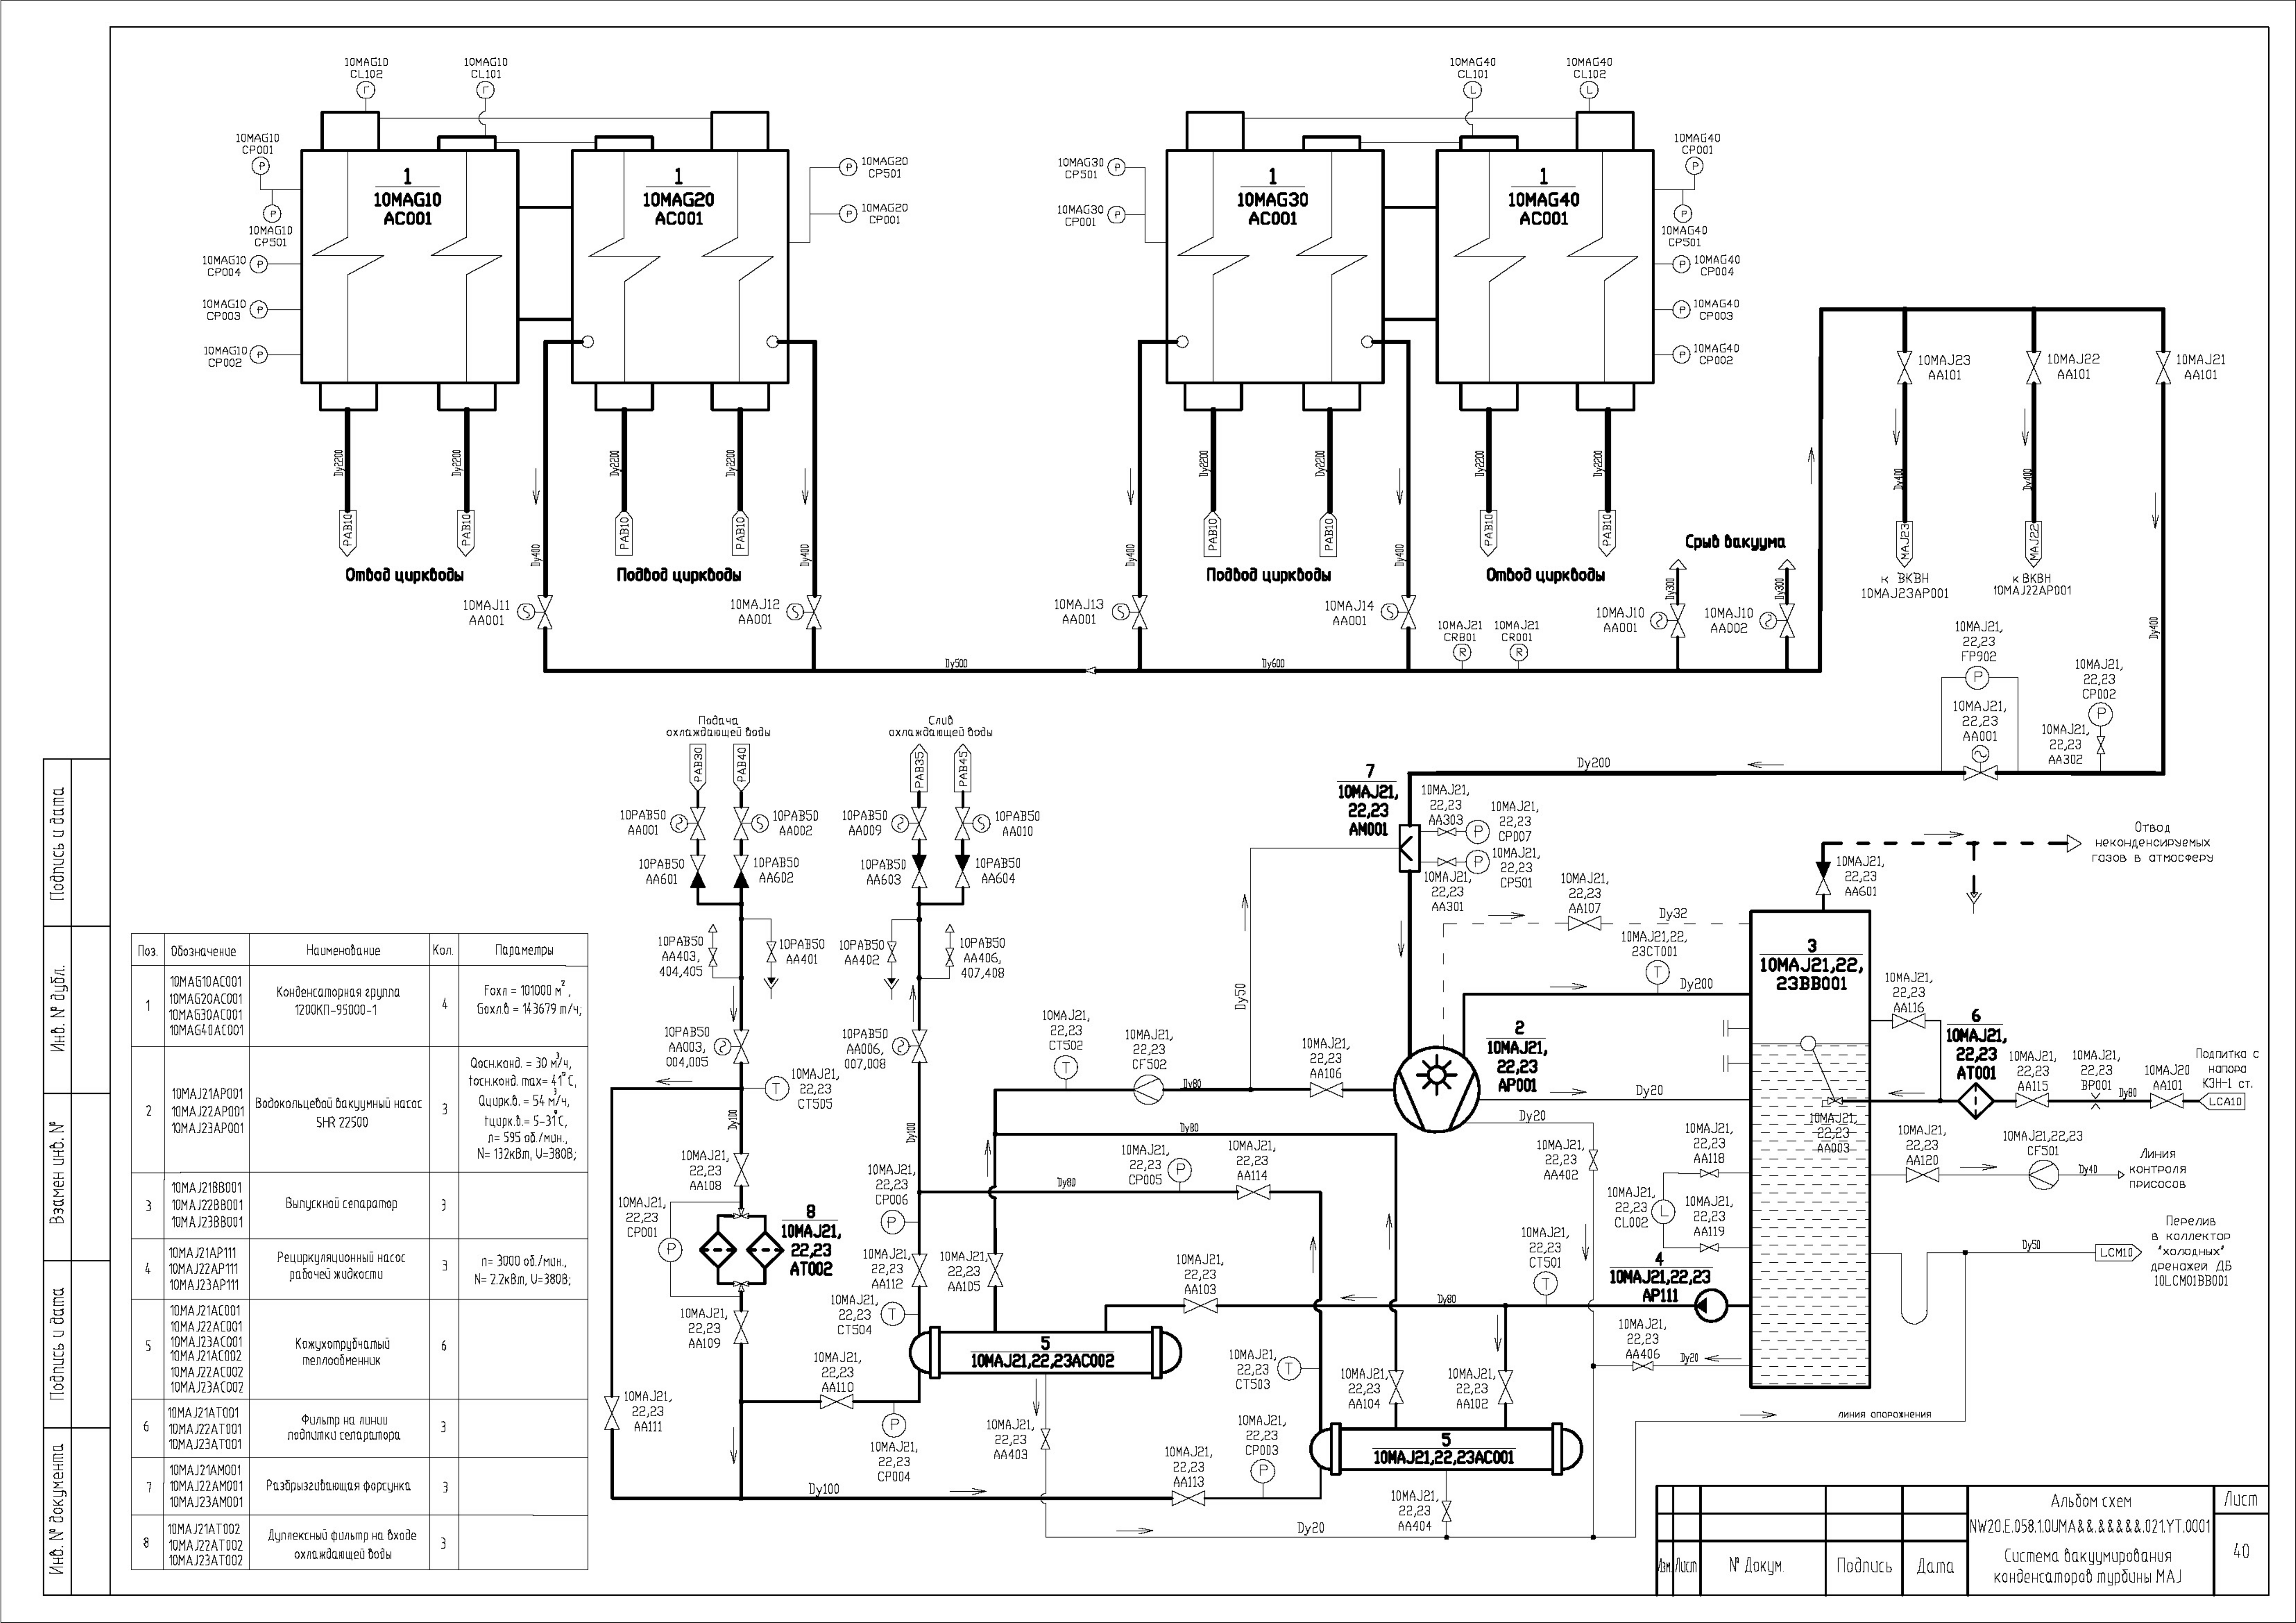 10MAG10
CL102
10MAG10
CL101
10MAG40
CL101
10MAG40
CL102
10MAG10
CP001
P
10MAG10
CP501
P
10MAG10
CP004
P
10MAG10
CP003
P
10MAG10
CP002
P
1
10MAG10
AC001
1
10MAG20
AC001
P
10MAG20
CP501
P
10MAG20
CP001
10MAG30
CP501
P
10MAG30
CP001
P
1
10MAG30
AC001
1
10MAG40
AC001
10MAG40
CP001
P
P
10MAG40
CP501
P
10MAG40
CP004
P
10MAG40
CP003
P
10MAG40
CP002
10MAJ23
AA101
10MAJ22
AA101
10MAJ21
AA101
Dy2200
Dy2200
Dy2200
Dy2200
Dy2200
Dy2200
Dy2200
Dy2200
PAB10
PAB10
PAB10
PAB10
PAB10
PAB10
PAB10
PAB10
Отвод циркводы
Подвод циркводы
Подвод циркводы
Отвод циркводы
Dy400
Dy400
Dy400
Dy400
Dy400
Dy400
Dy400
Срыв вакуума
Dy300
Dy300
MAJ23
MAJ22
к ВКВН
10MAJ23AP001
к ВКВН
10MAJ22AP001
10MAJ11
AA001
S
10MAJ12
AA001
S
10MAJ13
AA001
S
10MAJ14
AA001
S
10MAJ21
CR801
R
10MAJ21
CR001
R
10MAJ10
AA001
10MAJ10
AA002
Dy500
Dy600
10MAJ21,
22,23
FP902
P
10MAJ21,
22,23
AA001
10MAJ21,
22,23
CP002
P
10MAJ21,
22,23
AA302
Dy200
Подача
охлаждающей воды
Слив
охлаждающей воды
PAB30
PAB40
PAB35
PAB45
10PAB50
AA001
10PAB50
AA002
10PAB50
AA009
10PAB50
AA010
10PAB50
AA601
10PAB50
AA602
10PAB50
AA603
10PAB50
AA604
10PAB50
AA403,
404,405
10PAB50
AA401
10PAB50
AA402
10PAB50
AA406,
407,408
10PAB50
AA003,
004,005
10PAB50
AA006,
007,008
7
10MAJ21,
22,23
AM001
10MAJ21,
22,23
AA303
10MAJ21,
22,23
CP007
P
10MAJ21,
22,23
CP501
P
10MAJ21,
22,23
AA301
10MAJ21,
22,23
AA107
Dy32
10MAJ21,22,
23CT001
T
Dy200
Отвод
неконденсируемых
газов в атмосферу
10MAJ21,
22,23
AA601
3
10MAJ21,22,
23BB001
10MAJ21,
22,23
AA116
6
10MAJ21,
22,23
AT001
10MAJ21,
22,23
AA115
10MAJ21,
22,23
BP001
10MAJ20
AA101
Подпитка с
напора
КЭН-1 ст.
Dy80
LCA10
10MAJ21,
22,23
AA003
10MAJ21,
22,23
CT502
T
10MAJ21,
22,23
CF502
Dy80
Dy50
10MAJ21,
22,23
AA106
2
10MAJ21,
22,23
AP001
Dy20
Dy20
10MAJ21,
22,23
CT505
T
Dy100
Dy100
10MAJ21,
22,23
AA108
10MAJ21,
22,23
CP001
P
8
10MAJ21,
22,23
AT002
10MAJ21,
22,23
AA109
10MAJ21,
22,23
AA111
10MAJ21,
22,23
CP006
P
10MAJ21,
22,23
AA112
10MAJ21,
22,23
AA105
10MAJ21,
22,23
CT504
T
Dy80
Dy80
10MAJ21,
22,23
CP005
P
10MAJ21,
22,23
AA114
10MAJ21,
22,23
AA103
Dy80
10MAJ21,
22,23
AA402
10MAJ21,
22,23
CT501
T
4
10MAJ21,22,23
AP111
10MAJ21,
22,23
AA118
10MAJ21,
22,23
CL002
L
10MAJ21,
22,23
AA119
10MAJ21,
22,23
AA120
10MAJ21,22,23
CF501
Dy40
Линия
контроля
присосов
Перелив
в коллектор
"холодных"
дренажей ДБ
10LCM01BB001
Dy50
LCM10
10MAJ21,
22,23
AA406
Dy20
5
10MAJ21,22,23AC002
10MAJ21,
22,23
AA110
P
10MAJ21,
22,23
CP004
10MAJ21,
22,23
AA403
10MAJ21,
22,23
CT503
T
10MAJ21,
22,23
CP003
P
10MAJ21,
22,23
AA113
10MAJ21,
22,23
AA104
10MAJ21,
22,23
AA102
5
10MAJ21,22,23AC001
10MAJ21,
22,23
AA404
Dy100
Dy20
линия опорожнения
Поз. Обозначение Наименование Кол. Параметры
1
10MAG10AC001
10MAG20AC001
10MAG30AC001
10MAG40AC001
Конденсаторная группа
1200КП-95000-1
4
Fохл = 101000 м²,
Gохл.в = 143679 т/ч;
2
10MAJ21AP001
10MAJ22AP001
10MAJ23AP001
Водокольцевой вакуумный насос
SHR 22500
3
Qосн.конд. = 30 м³/ч,
tосн.конд. max= 41°С,
Qцирк.в. = 54 м³/ч,
tцирк.в.= 5-31°С,
n= 595 об./мин.,
N= 132кВт, U=380В;
3
10MAJ21BB001
10MAJ22BB001
10MAJ23BB001
Выпускной сепаратор
3
4
10MAJ21AP111
10MAJ22AP111
10MAJ23AP111
Рециркуляционный насос
рабочей жидкости
3
n= 3000 об./мин.,
N= 2.2кВт, U=380В;
5
10MAJ21AC001
10MAJ22AC001
10MAJ23AC001
10MAJ21AC002
10MAJ22AC002
10MAJ23AC002
Кожухотрубчатый
теплообменник
6
6
10MAJ21AT001
10MAJ22AT001
10MAJ23AT001
Фильтр на линии
подпитки сепаратора
3
7
10MAJ21AM001
10MAJ22AM001
10MAJ23AM001
Разбрызгивающая форсунка
3
8
10MAJ21AT002
10MAJ22AT002
10MAJ23AT002
Дуплексный фильтр на входе
охлаждающей воды
3
Подпись и дата
Инв. № дубл.
Взамен инв. №
Подпись и дата
Инв. № документа
Изм. Лист № Докум. Подпись Дата
Альбом схем
NW20.E.058.1.0UMA&&.&&&&&.021.YT.0001
Система вакуумирования
конденсаторов турбины MAJ
Лист
40